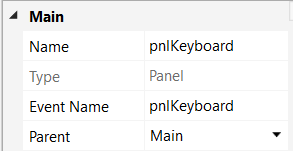 Main
Name pnlKeyboard
Type Panel
Event Name pnlKeyboard
Parent Main